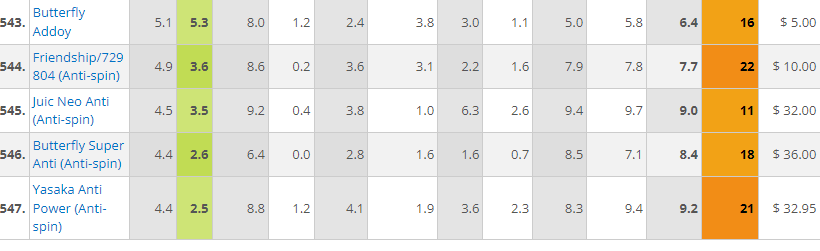 543. Butterfly Addoy 5.1 5.3 8.0 1.2 2.4 3.8 3.0 1.1 5.0 5.8 6.4 16 $ 5.00
544. Friendship/729 804 (Anti-spin) 4.9 3.6 8.6 0.2 3.6 3.1 2.2 1.6 7.9 7.8 7.7 22 $ 10.00
545. Juic Neo Anti (Anti-spin) 4.5 3.5 9.2 0.4 3.8 1.0 6.3 2.6 9.4 9.7 9.0 11 $ 32.00
546. Butterfly Super Anti (Anti-spin) 4.4 2.6 6.4 0.0 2.8 1.6 1.6 0.7 8.5 7.1 8.4 18 $ 36.00
547. Yasaka Anti Power (Anti-spin) 4.4 2.5 8.8 1.2 4.1 1.9 3.6 2.3 8.3 9.4 9.2 21 $ 32.95